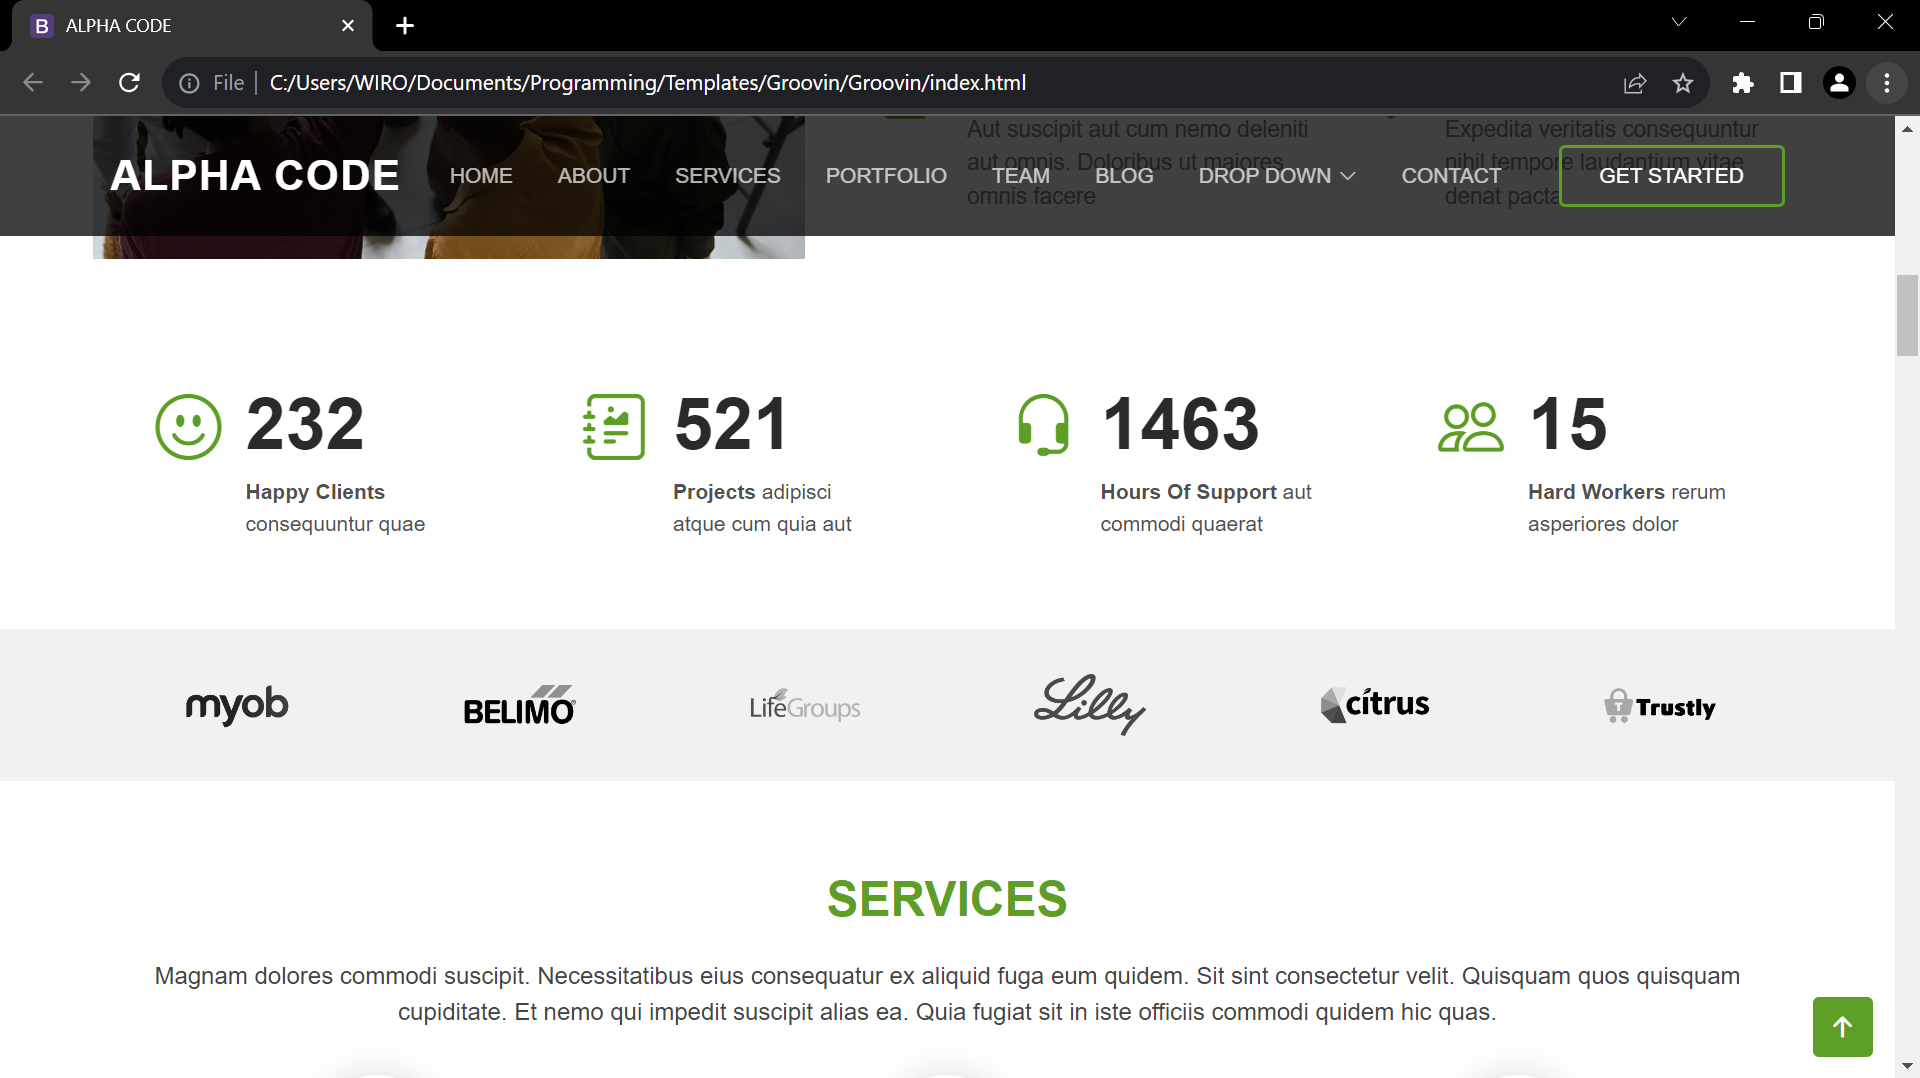 B ALPHA CODE
File C:/Users/WIRO/Documents/Programming/Templates/Groovin/Groovin/index.html
Aut suscipit aut cum nemo deleniti
aut omnis. Doloribus ut maiores
omnis facere
Expedita veritatis consequuntur
nihil tempore laudantium vitae
denat pacta
ALPHA CODE HOME ABOUT SERVICES PORTFOLIO TEAM BLOG DROP DOWN CONTACT GET STARTED
232
Happy Clients
consequuntur quae
521
Projects adipisci
atque cum quia aut
1463
Hours Of Support aut
commodi quaerat
15
Hard Workers rerum
asperiores dolor
myob BELIMO LifeGroups Lilly citrus T Trustly
SERVICES
Magnam dolores commodi suscipit. Necessitatibus eius consequatur ex aliquid fuga eum quidem. Sit sint consectetur velit. Quisquam quos quisquam
cupiditate. Et nemo qui impedit suscipit alias ea. Quia fugiat sit in iste officiis commodi quidem hic quas.